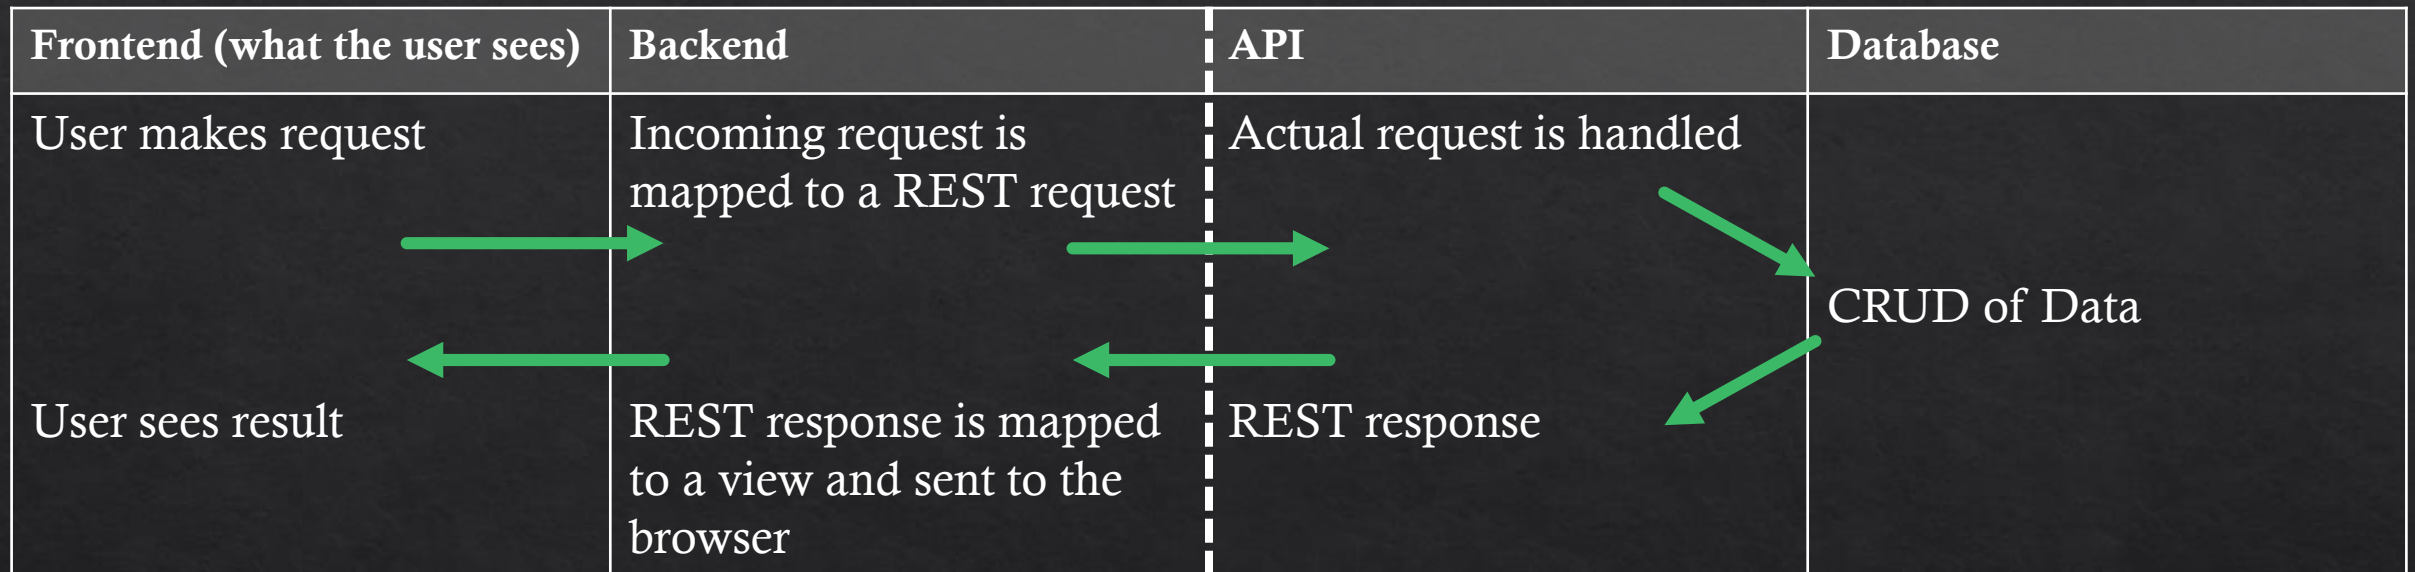 Frontend (what the user sees)
Backend
API
Database
User makes request
Incoming request is
mapped to a REST request
Actual request is handled
CRUD of Data
User sees result
REST response is mapped
to a view and sent to the
browser
REST response